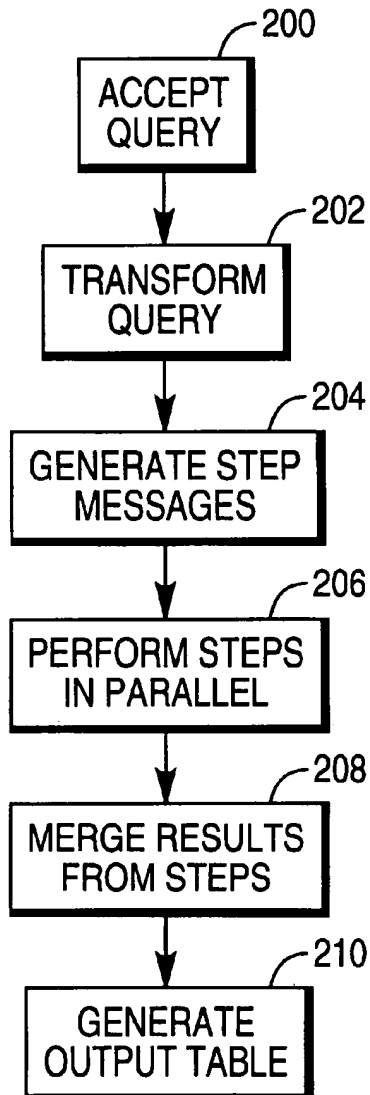 200
ACCEPT
QUERY
202
TRANSFORM
QUERY
204
GENERATE STEP
MESSAGES
206
PERFORM STEPS
IN PARALLEL
208
MERGE RESULTS
FROM STEPS
210
GENERATE
OUTPUT TABLE